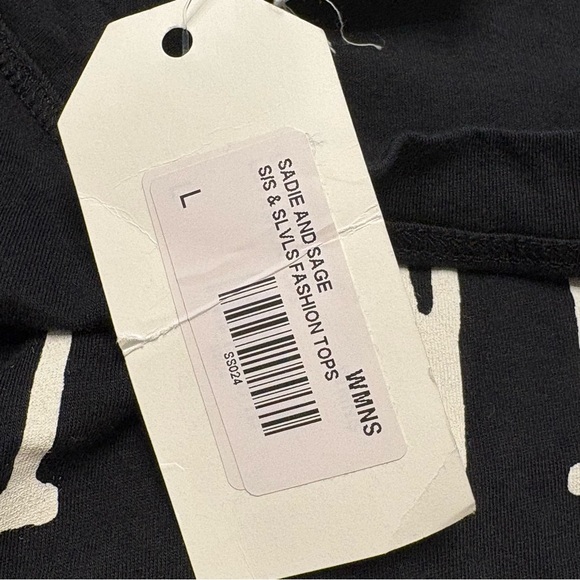 SADIE AND SAGE
S/S & SLVLS FASHION TOPS
WMNS
L
SS024